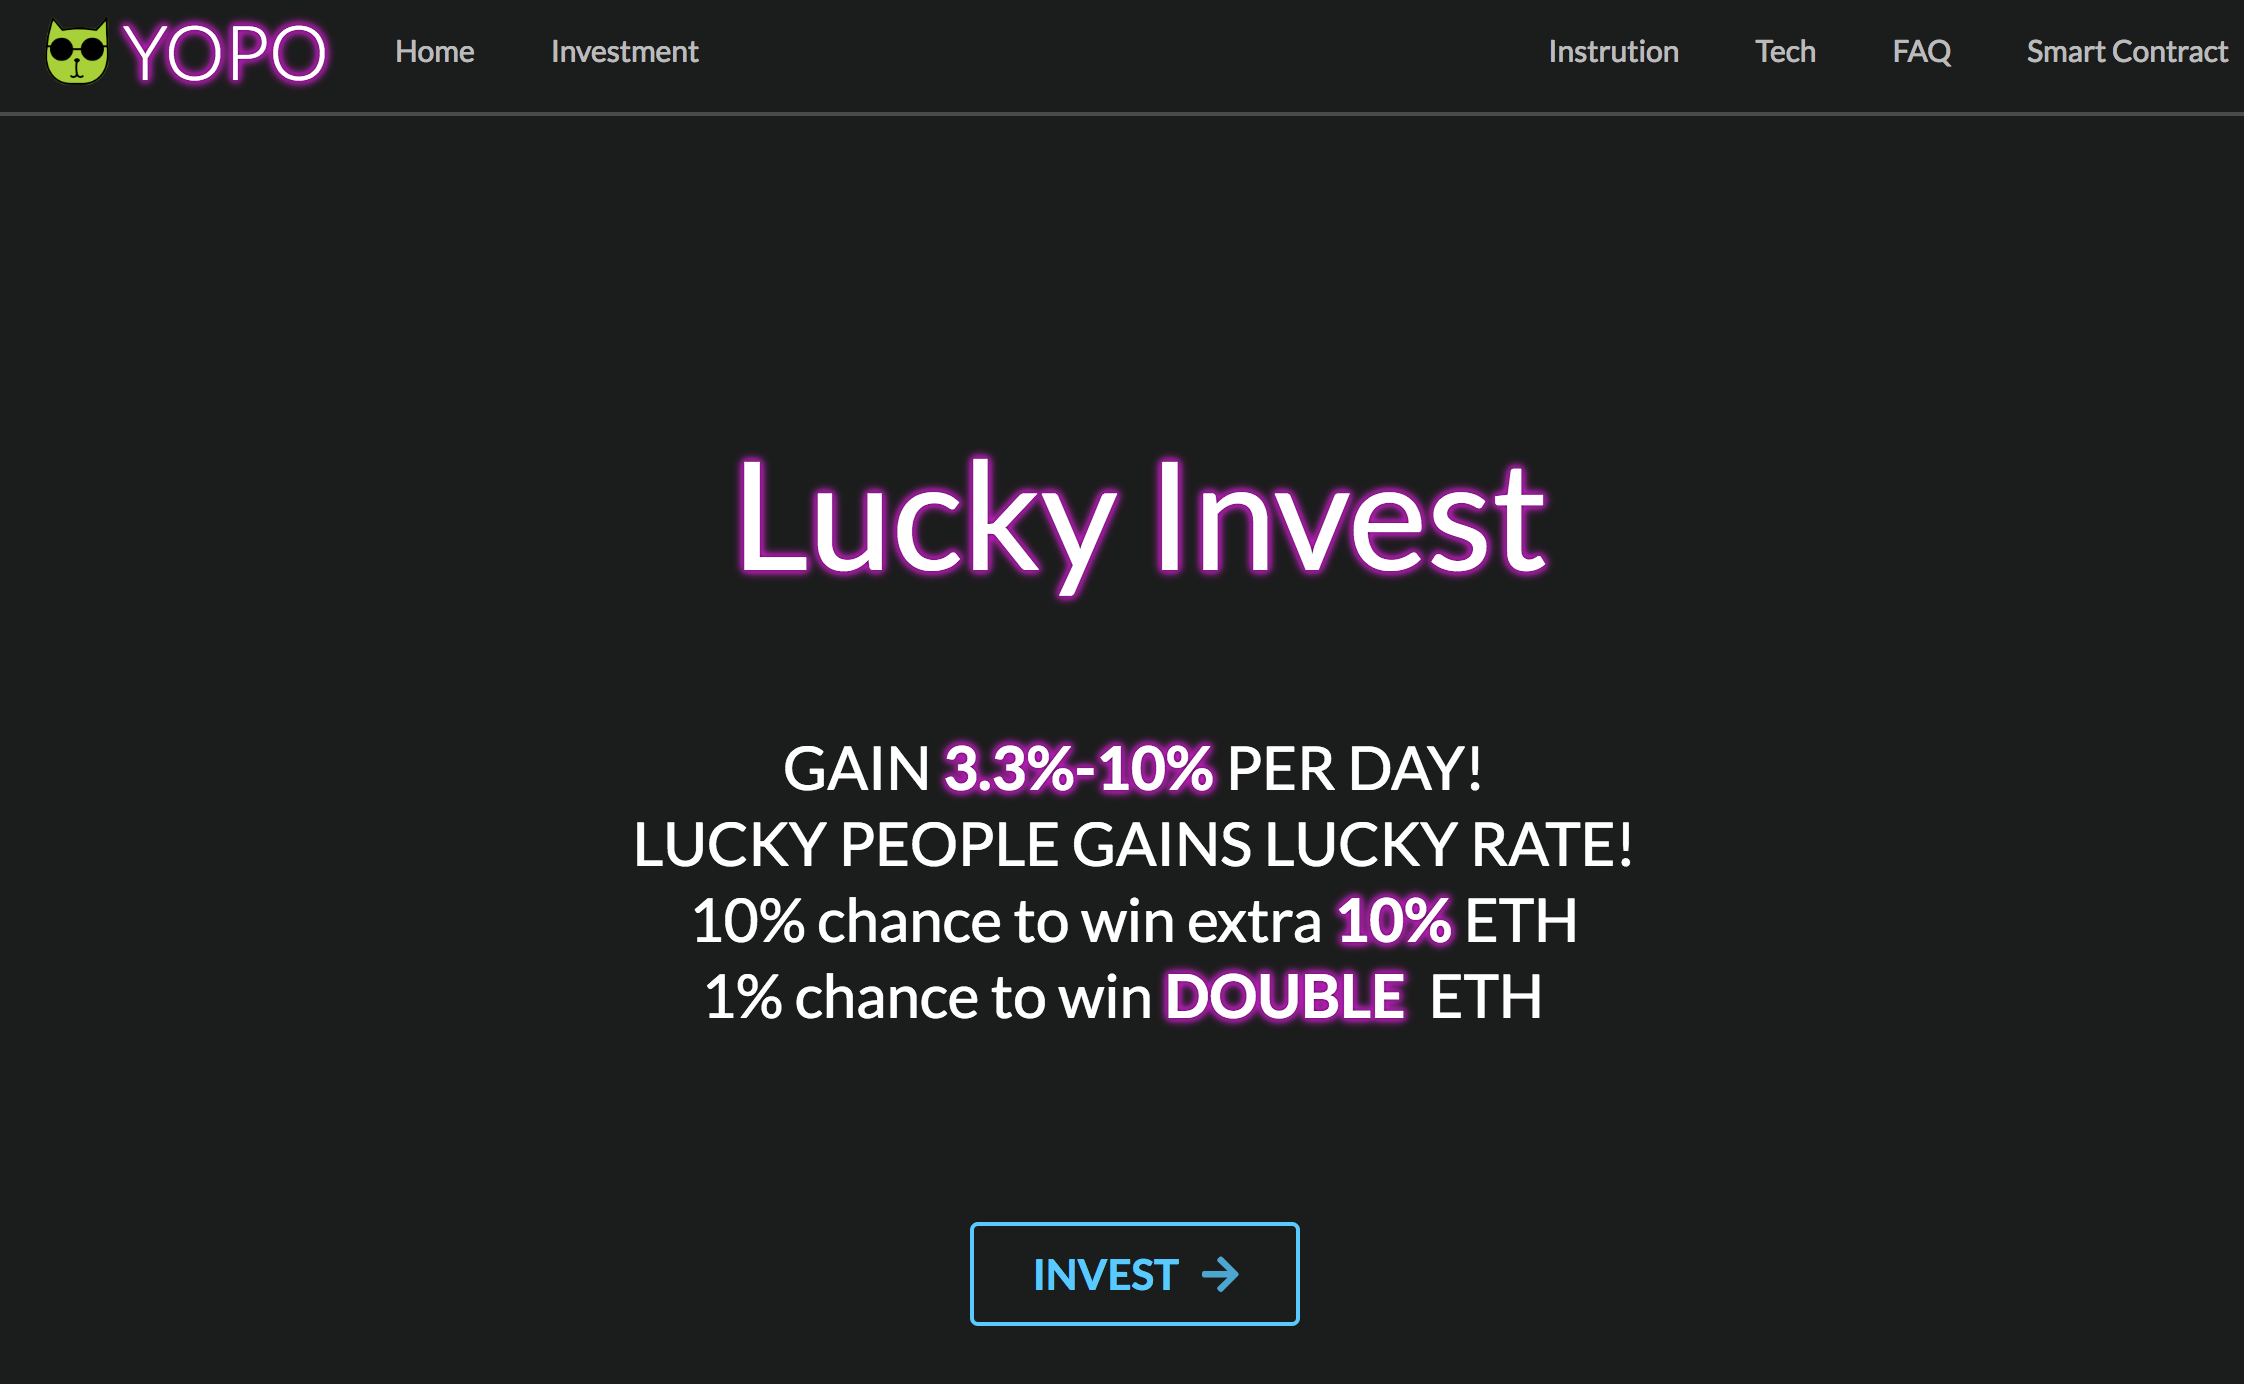 YOPO Home Investment Instrution Tech FAQ Smart Contract
Lucky Invest
GAIN 3.3%-10% PER DAY!
LUCKY PEOPLE GAINS LUCKY RATE!
10% chance to win extra 10% ETH
1% chance to win DOUBLE ETH
INVEST